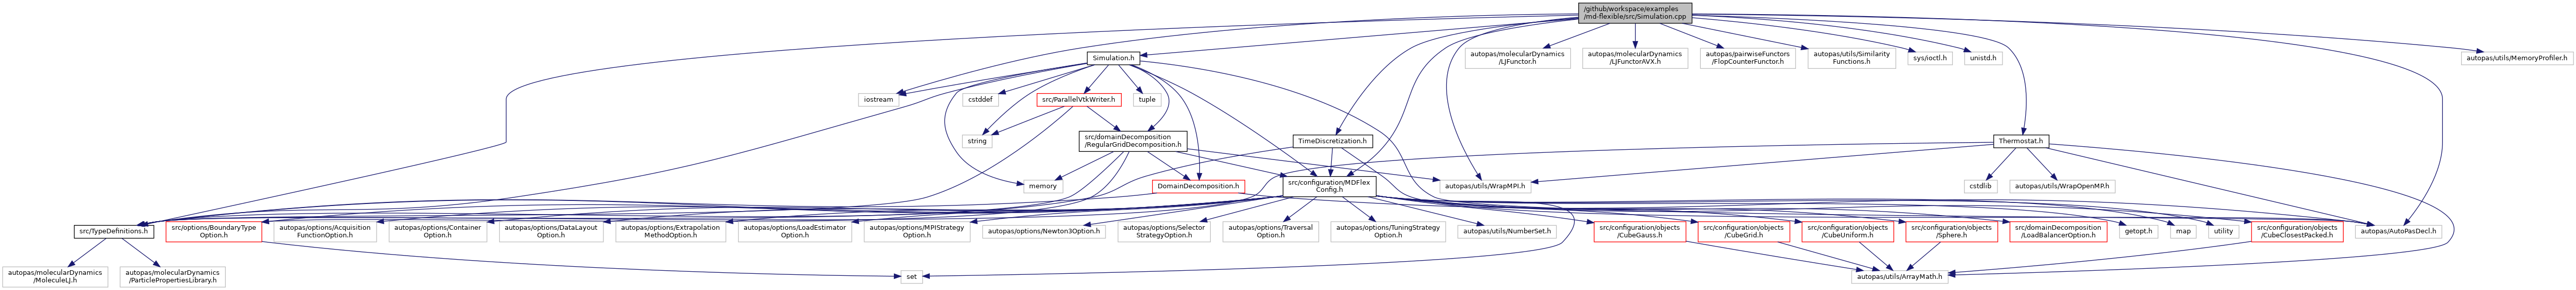 /github/workspace/examples
/md-flexible/src/Simulation.cpp
Simulation.h
autopas/molecularDynamics
/LJFunctor.h
autopas/molecularDynamics
/LJFunctorAVX.h
autopas/pairwiseFunctors
/FlopCounterFunctor.h
autopas/utils/Similarity
Functions.h
sys/ioctl.h
unistd.h
autopas/utils/MemoryProfiler.h
iostream
cstddef
src/ParallelVtkWriter.h
tuple
string
src/domainDecomposition
/RegularGridDecomposition.h
TimeDiscretization.h
Thermostat.h
memory
DomainDecomposition.h
src/configuration/MDFlex
Config.h
autopas/utils/WrapMPI.h
cstdlib
autopas/utils/WrapOpenMP.h
src/TypeDefinitions.h
src/options/BoundaryType
Option.h
autopas/options/Acquisition
FunctionOption.h
autopas/options/Container
Option.h
autopas/options/DataLayout
Option.h
autopas/options/Extrapolation
MethodOption.h
autopas/options/LoadEstimator
Option.h
autopas/options/MPIStrategy
Option.h
autopas/options/Newton3Option.h
autopas/options/Selector
StrategyOption.h
autopas/options/Traversal
Option.h
autopas/options/TuningStrategy
Option.h
autopas/utils/NumberSet.h
src/configuration/objects
/CubeGauss.h
src/configuration/objects
/CubeGrid.h
src/configuration/objects
/CubeUniform.h
src/configuration/objects
/Sphere.h
src/domainDecomposition
/LoadBalancerOption.h
getopt.h
map
utility
src/configuration/objects
/CubeClosestPacked.h
autopas/AutoPasDecl.h
autopas/molecularDynamics
/MoleculeLJ.h
autopas/molecularDynamics
/ParticlePropertiesLibrary.h
set
autopas/utils/ArrayMath.h